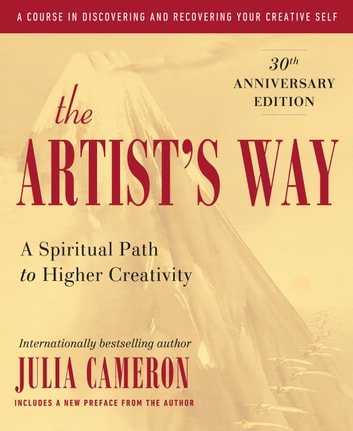 A COURSE IN DISCOVERING AND RECOVERING YOUR CREATIVE SELF
30th
ANNIVERSARY
EDITION
the
ARTIST'S WAY
A Spiritual Path
to Higher Creativity
Internationally bestselling author
JULIA CAMERON
INCLUDES A NEW PREFACE FROM THE AUTHOR